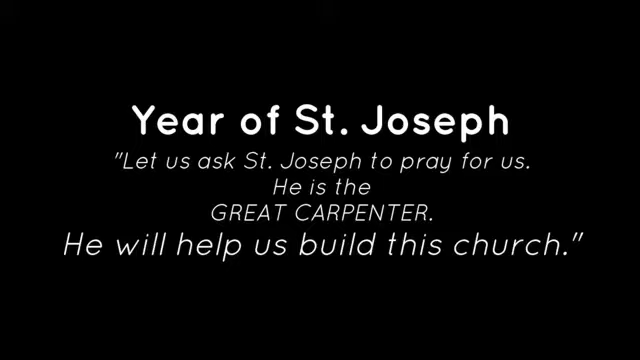 Year of St. Joseph
"Let us ask St. Joseph to pray for us.
He is the
GREAT CARPENTER.
He will help us build this church."